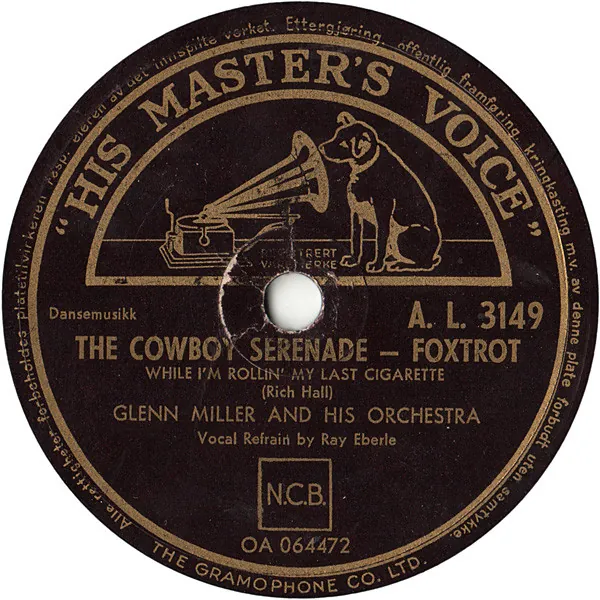 Alle rettigheter forbeholdes platetilvirkeren resp. eieren av det innspilte verket. Ettergjøring, offentlig framføring, kringkasting m.v. av denne plate forbudt uten samtykke.
"HIS MASTER'S VOICE"
Dansemusikk
A. L. 3149
THE COWBOY SERENADE — FOXTROT
WHILE I'M ROLLIN' MY LAST CIGARETTE
(Rich Hall)
GLENN MILLER AND HIS ORCHESTRA
Vocal Refrain by Ray Eberle
N.C.B.
OA 064472
THE GRAMOPHONE CO. LTD.